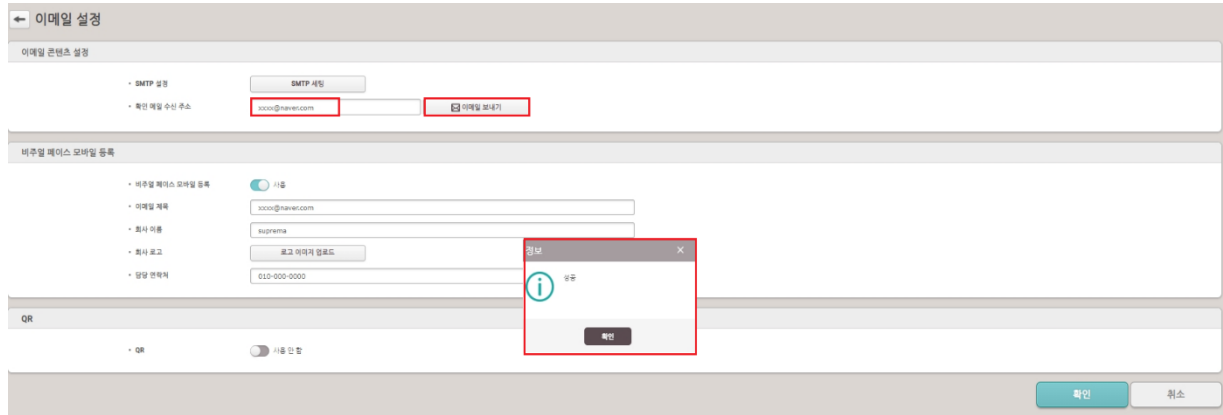 이메일 설정
이메일 콘텐츠 설정
• SMTP 설정 SMTP 세팅
• 확인 메일 수신 주소 xxxx@naver.com 이메일 보내기
비주얼 페이스 모바일 등록
• 비주얼 페이스 모바일 등록 사용
• 이메일 제목 xxxx@naver.com
• 회사 이름 suprema
• 회사 로고 로고 이미지 업로드
• 담당 연락처 010-000-0000
정보
성공
확인
QR
• QR 사용 안 함
확인 취소